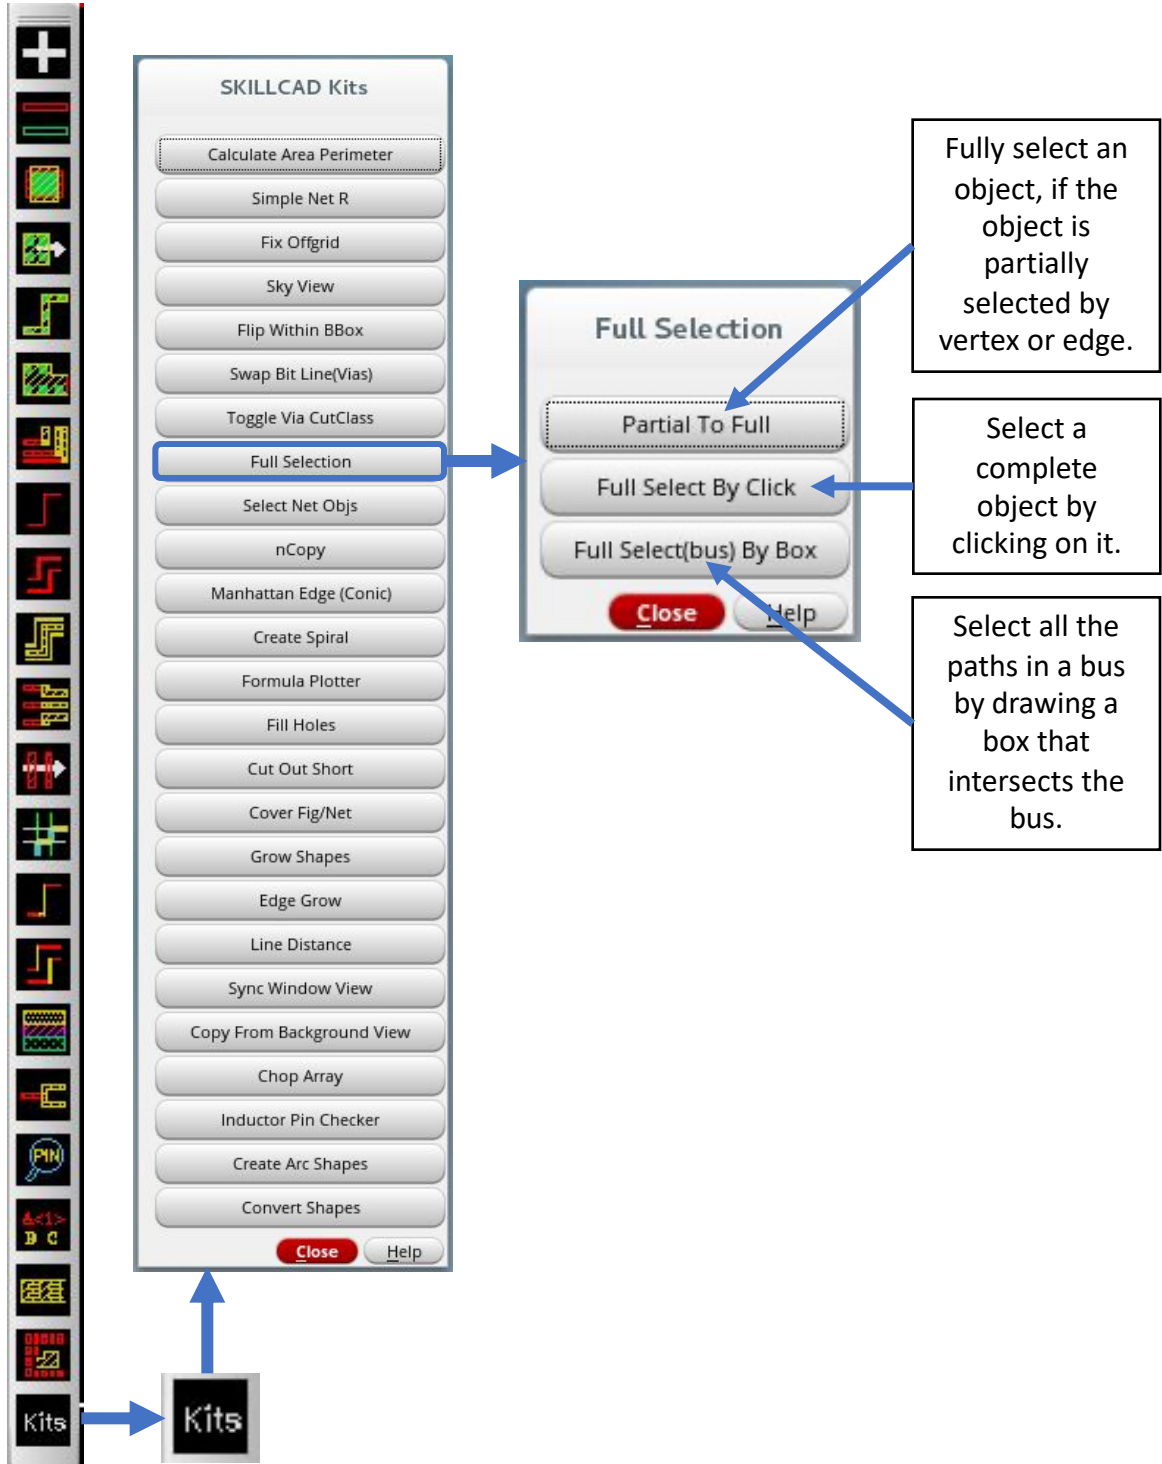 SKILLCAD Kits
Calculate Area Perimeter
Simple Net R
Fix Offgrid
Sky View
Flip Within BBox
Swap Bit Line(Vias)
Toggle Via CutClass
Full Selection
Select Net Objs
nCopy
Manhattan Edge (Conic)
Create Spiral
Formula Plotter
Fill Holes
Cut Out Short
Cover Fig/Net
Grow Shapes
Edge Grow
Line Distance
Sync Window View
Copy From Background View
Chop Array
Inductor Pin Checker
Create Arc Shapes
Convert Shapes
Close
Help
Full Selection
Partial To Full
Full Select By Click
Full Select(bus) By Box
Close
Help
Fully select an
object, if the
object is
partially
selected by
vertex or edge.
Select a
complete
object by
clicking on it.
Select all the
paths in a bus
by drawing a
box that
intersects the
bus.
PIN
A<1>
B C
Kits
Kits